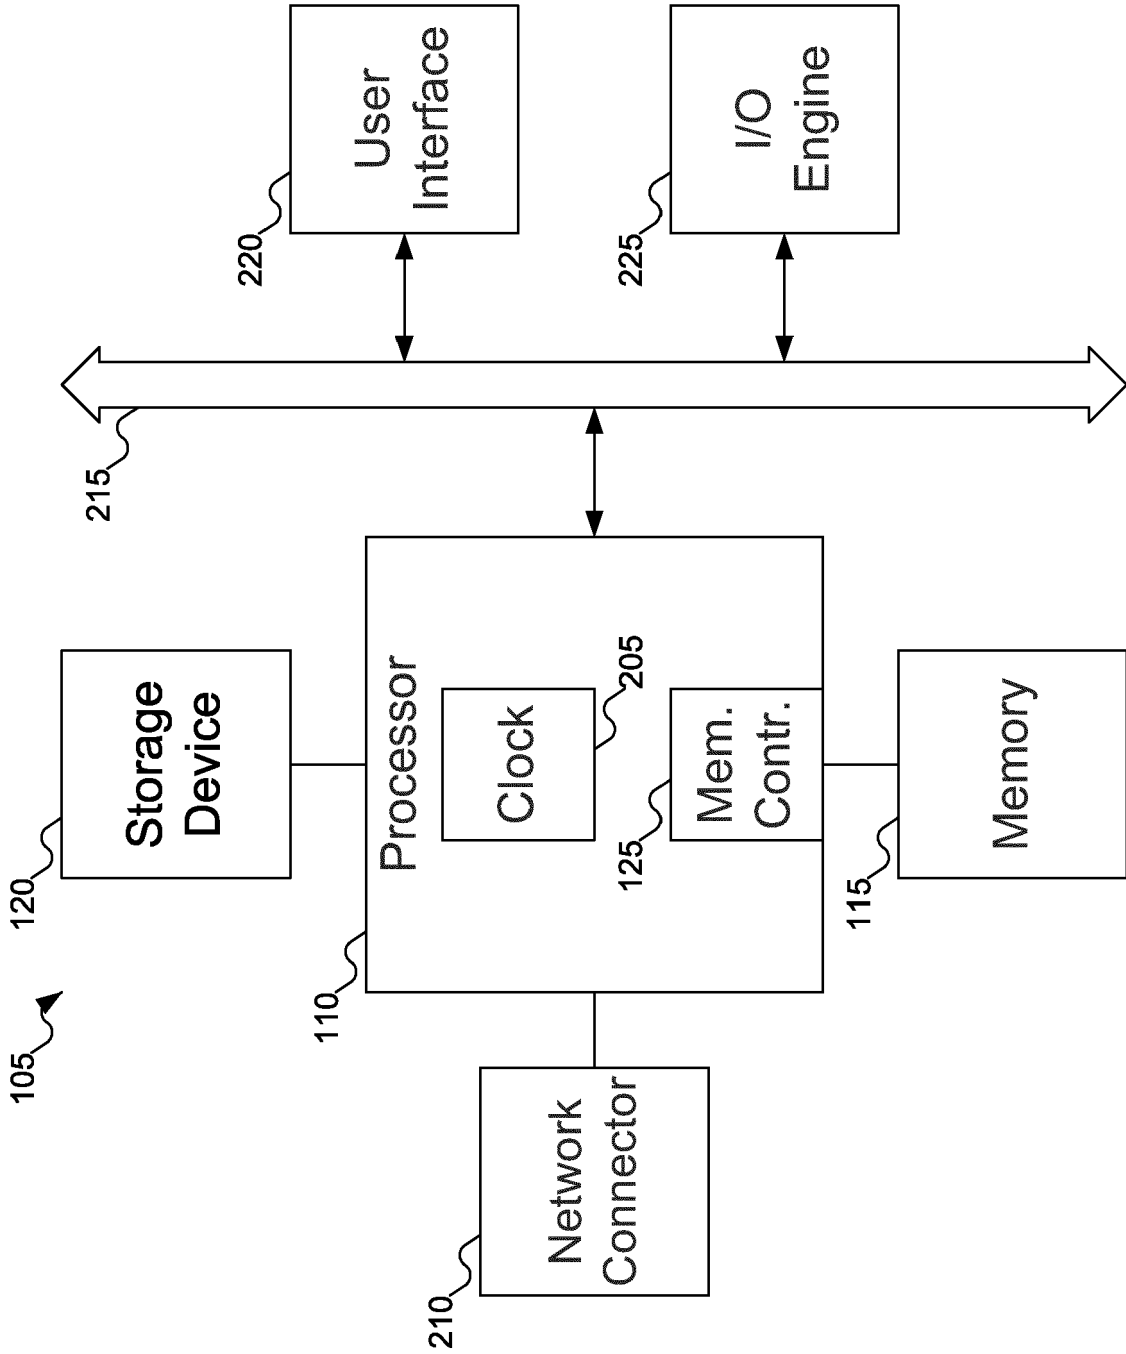 105
120
Storage
Device
110
Processor
Clock
205
125
Mem.
Contr.
115
Memory
210
Network
Connector
215
220
User
Interface
225
I/O
Engine